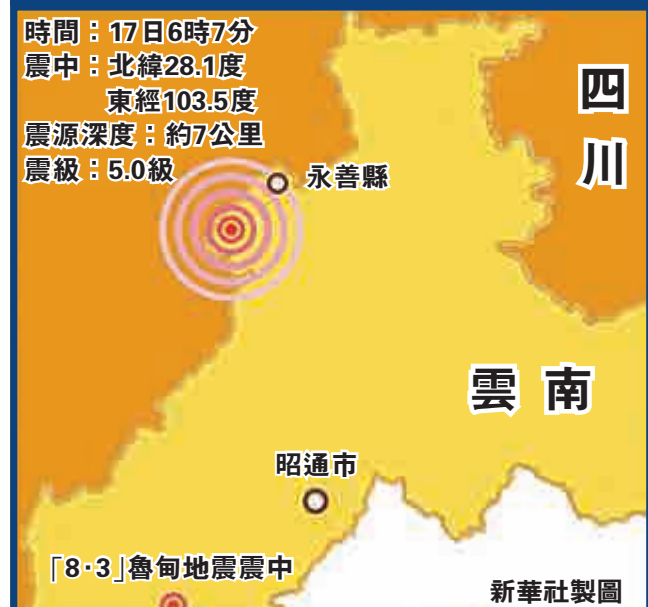 時間：17日6時7分
震中：北緯28.1度
東經103.5度
震源深度：約7公里
震級：5.0級
四川
永善縣
雲南
昭通市
「8·3」魯甸地震震中
新華社製圖